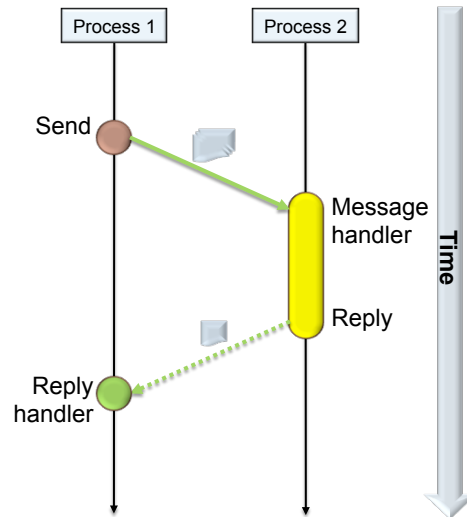 Process 1
Process 2
Send
Message
handler
Time
Reply
Reply
handler